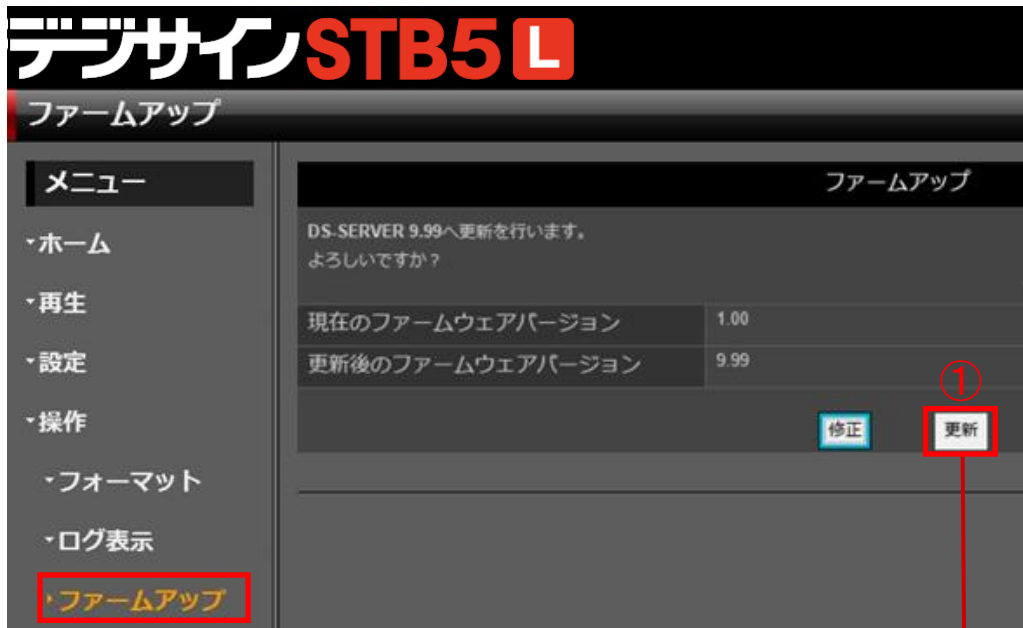 デジサインSTB5 L
ファームアップ
メニュー
ホーム
再生
設定
操作
フォーマット
ログ表示
ファームアップ
ファームアップ
DS-SERVER 9.99へ更新を行います。
よろしいですか？
現在のファームウェアバージョン 1.00
更新後のファームウェアバージョン 9.99
①
修正 更新